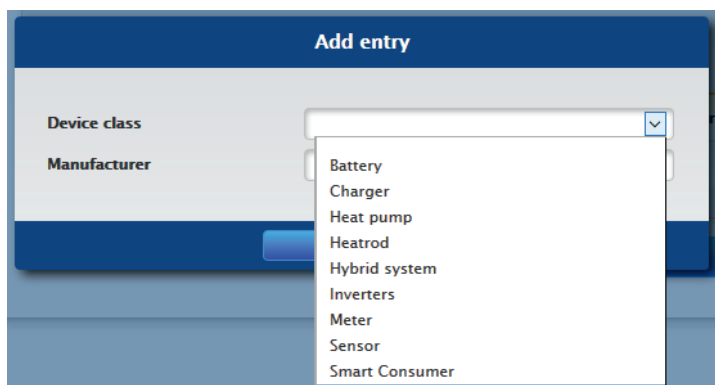 Add entry
Device class
Manufacturer
Battery
Charger
Heat pump
Heatrod
Hybrid system
Inverters
Meter
Sensor
Smart Consumer